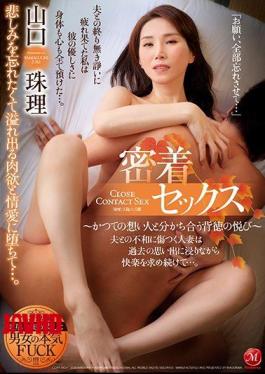 「お願い、全部忘れさせて…」
夫との終り無き諍いに
疲れ果てた私は
彼の優しさに
身体も心も全て預けた…。
山口
珠理
悲しみを忘れたくて溢れ出る肉欲と情愛に堕ちて…。
密着
CLOSE
CONTACT SEX
セックス
～かつての想い人と分かち合う背徳の悦び～
夫との不和に傷つく人妻は
過去の思い出に浸りながら
快楽を求め続けて…。
男女の本気
FUCK